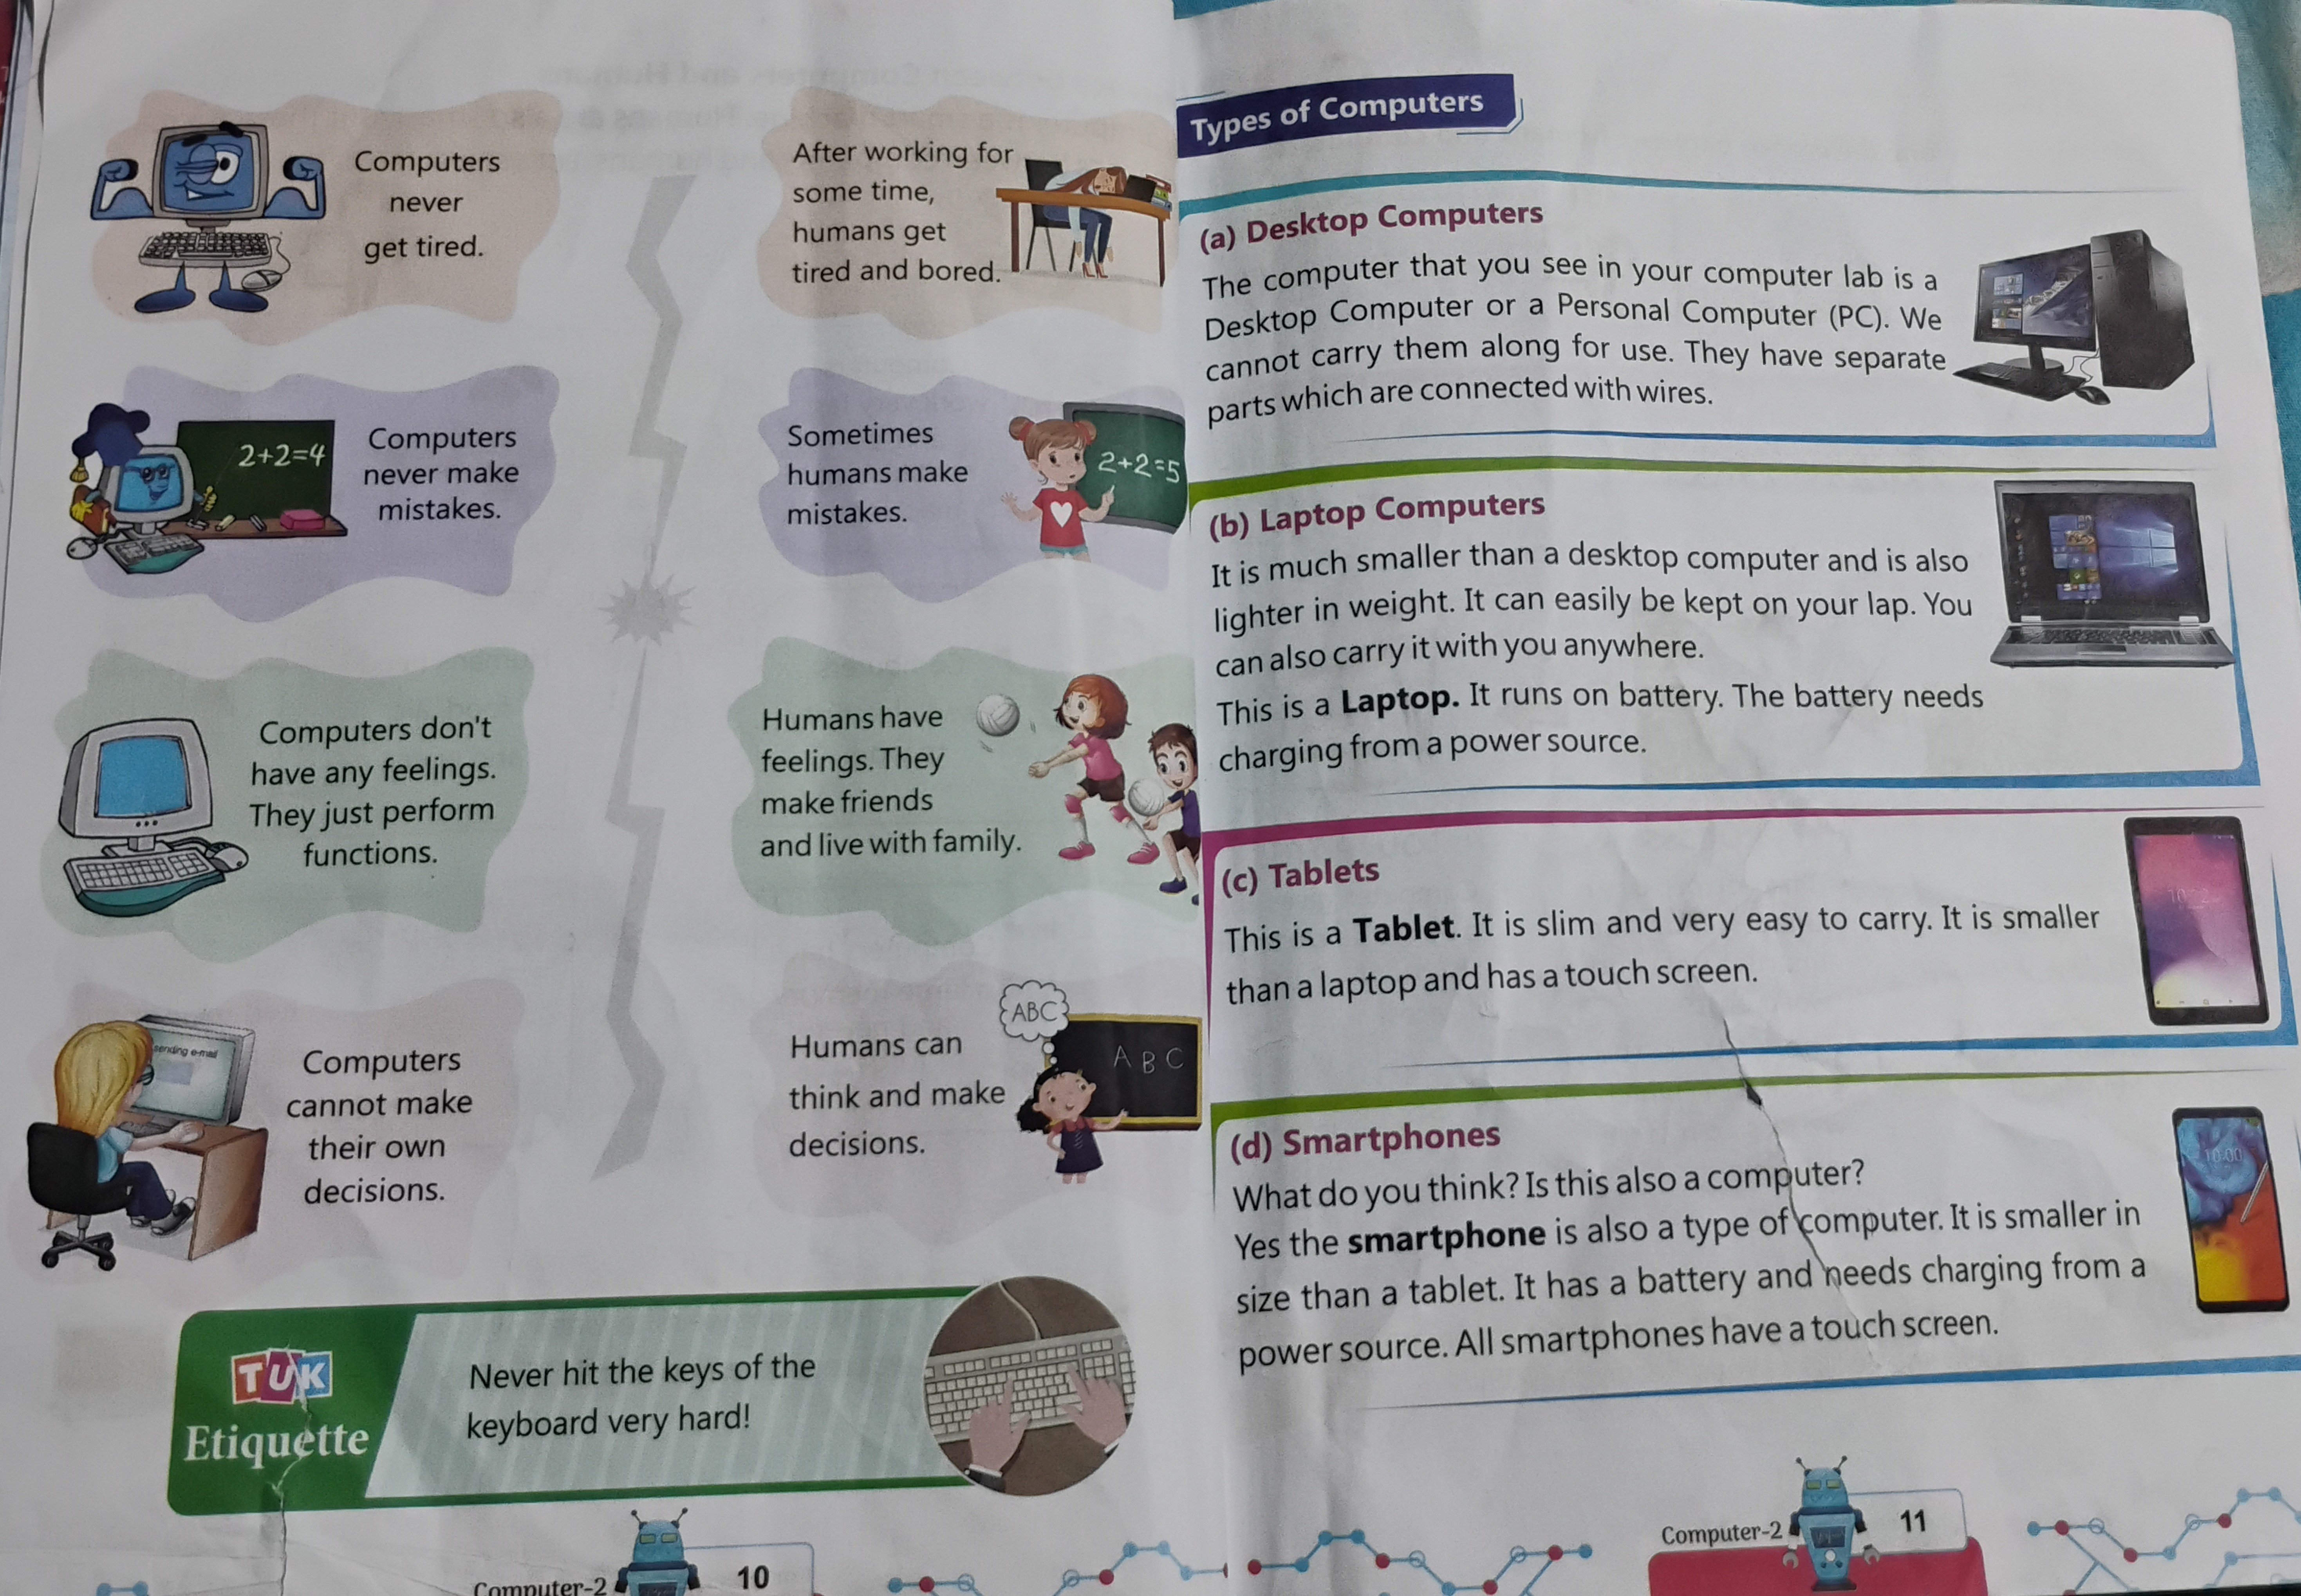 Computers
never
get tired.
After working for
some time,
humans get
tired and bored.
2+2=4
Computers
never make
mistakes.
Sometimes
humans make
mistakes.
2+2=5
Computers don't
have any feelings.
They just perform
functions.
Humans have
feelings. They
make friends
and live with family.
sending e-mail
Computers
cannot make
their own
decisions.
Humans can
think and make
decisions.
ABC
A B C
TUK
Etiquette
Never hit the keys of the
keyboard very hard!
Computer-2
10
Types of Computers
(a) Desktop Computers
The computer that you see in your computer lab is a
Desktop Computer or a Personal Computer (PC). We
cannot carry them along for use. They have separate
parts which are connected with wires.
(b) Laptop Computers
It is much smaller than a desktop computer and is also
lighter in weight. It can easily be kept on your lap. You
can also carry it with you anywhere.
This is a Laptop. It runs on battery. The battery needs
charging from a power source.
(c) Tablets
This is a Tablet. It is slim and very easy to carry. It is smaller
than a laptop and has a touch screen.
(d) Smartphones
What do you think? Is this also a computer?
Yes the smartphone is also a type of computer. It is smaller in
size than a tablet. It has a battery and needs charging from a
power source. All smartphones have a touch screen.
10:00
Computer-2
11